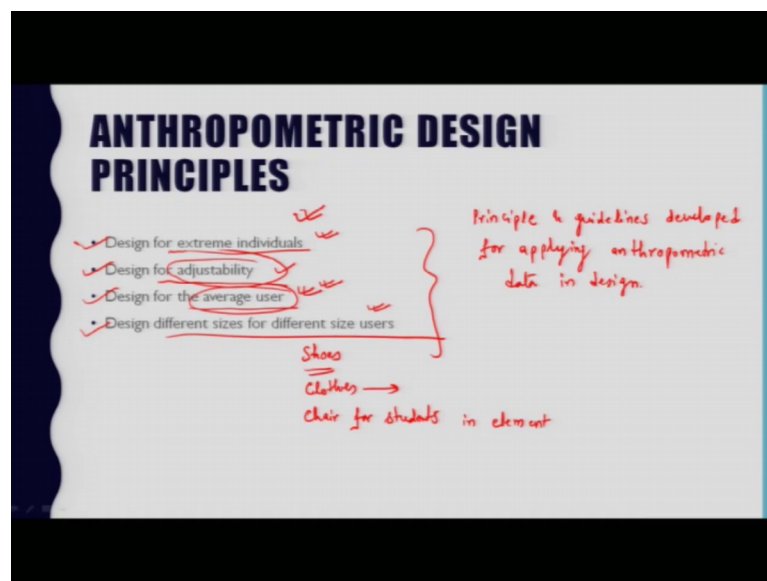 ANTHROPOMETRIC DESIGN
PRINCIPLES
• Design for extreme individuals
• Design for adjustability
• Design for the average user
• Design different sizes for different size users
Principle & guidelines developed
for applying anthropometric
data in design.
Shoes
Clothes →
Chair for students in element